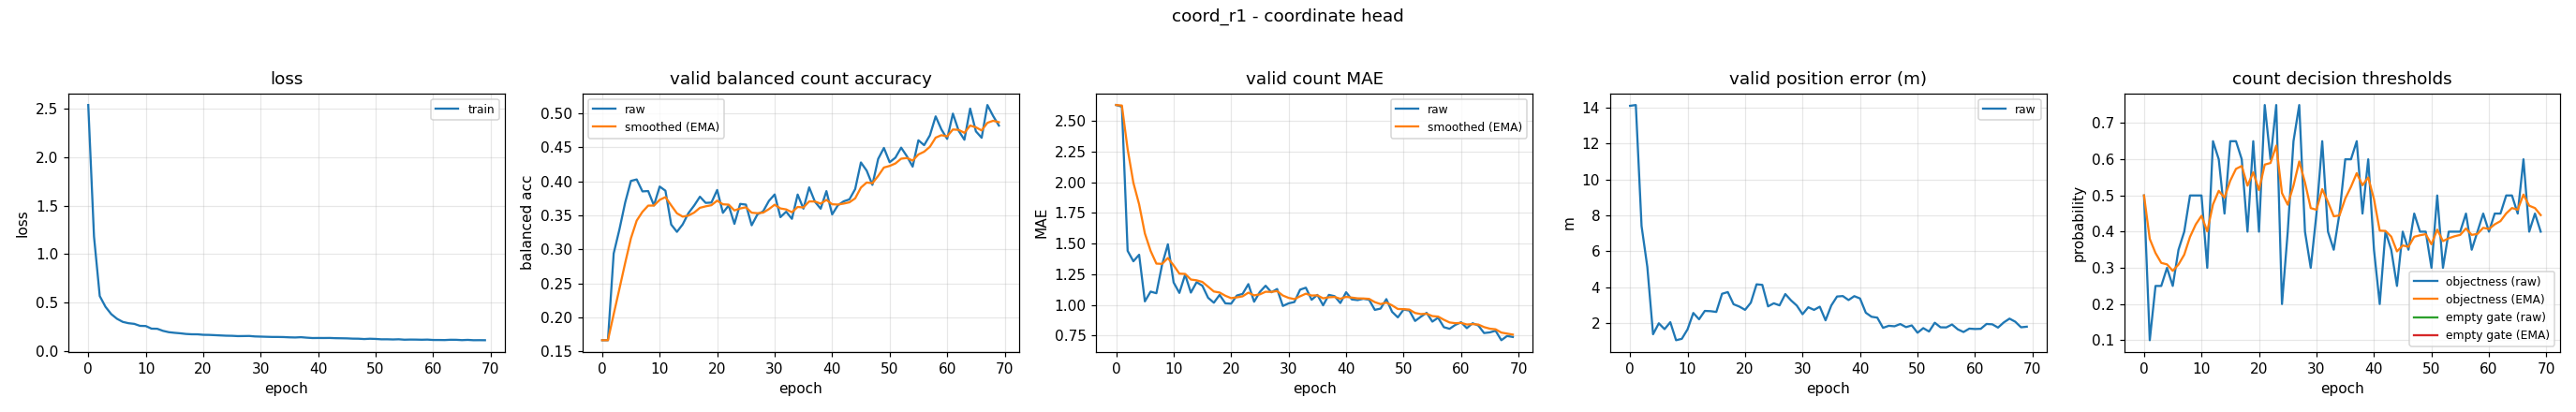 coord_r1 - coordinate head
loss
2.5
2.0
1.5
1.0
0.5
0.0
loss
0 10 20 30 40 50 60 70
epoch
train
valid balanced count accuracy
0.50
0.45
0.40
0.35
0.30
0.25
0.20
0.15
balanced acc
0 10 20 30 40 50 60 70
epoch
raw
smoothed (EMA)
valid count MAE
2.50
2.25
2.00
1.75
1.50
1.25
1.00
0.75
MAE
0 10 20 30 40 50 60 70
epoch
raw
smoothed (EMA)
valid position error (m)
14
12
10
8
6
4
2
m
0 10 20 30 40 50 60 70
epoch
raw
count decision thresholds
0.7
0.6
0.5
0.4
0.3
0.2
0.1
probability
0 10 20 30 40 50 60 70
epoch
objectness (raw)
objectness (EMA)
empty gate (raw)
empty gate (EMA)